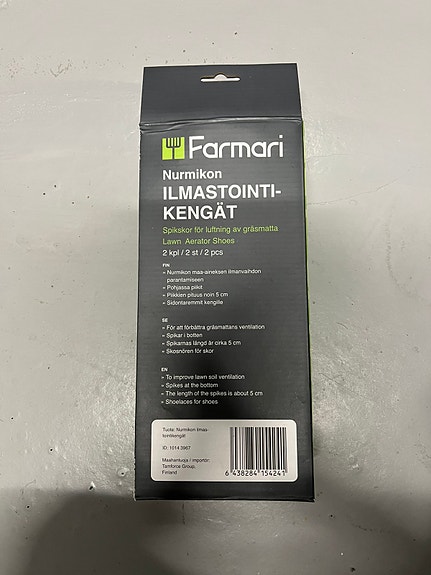 Farmari
Nurmikon
ILMASTOINTI-
KENGÄT
Spikskor för luftning av gräsmatta
Lawn Aerator Shoes
2 kpl / 2 st / 2 pcs
FIN
> Nurmikon maa-aineksen ilmanvaihdon
parantamiseen
> Pohjassa piikit
> Piikkien pituus noin 5 cm
> Sidontaremmit kengille
SE
> För att förbättra gräsmattans ventilation
> Spikar i botten
> Spikarnas längd är cirka 5 cm
> Skosnören för skor
EN
> To improve lawn soil ventilation
> Spikes at the bottom
> The length of the spikes is about 5 cm
> Shoelaces for shoes
Tuote: Nurmikon ilmas-
tointikengät
ID: 1014 3967
Maahantuoja / importör:
Tamforce Group,
Finland
6 438284 154241